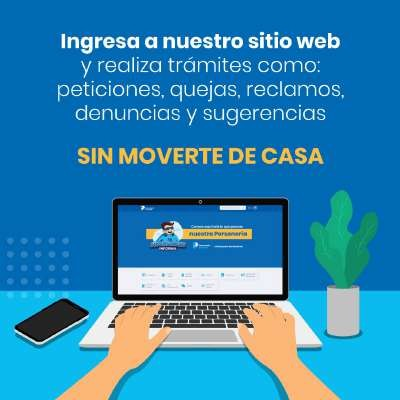 Ingresa a nuestro sitio web
y realiza trámites como:
peticiones, quejas, reclamos,
denuncias y sugerencias
SIN MOVERTE DE CASA
nuestra Personería